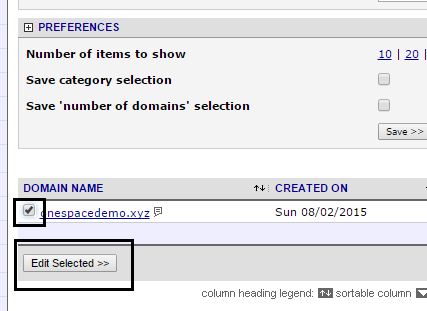 PREFERENCES
Number of items to show 10 | 20 |
Save category selection
Save 'number of domains' selection
Save >>
DOMAIN NAME CREATED ON
onespacedemo.xyz Sun 08/02/2015
Edit Selected >>
column heading legend: sortable column